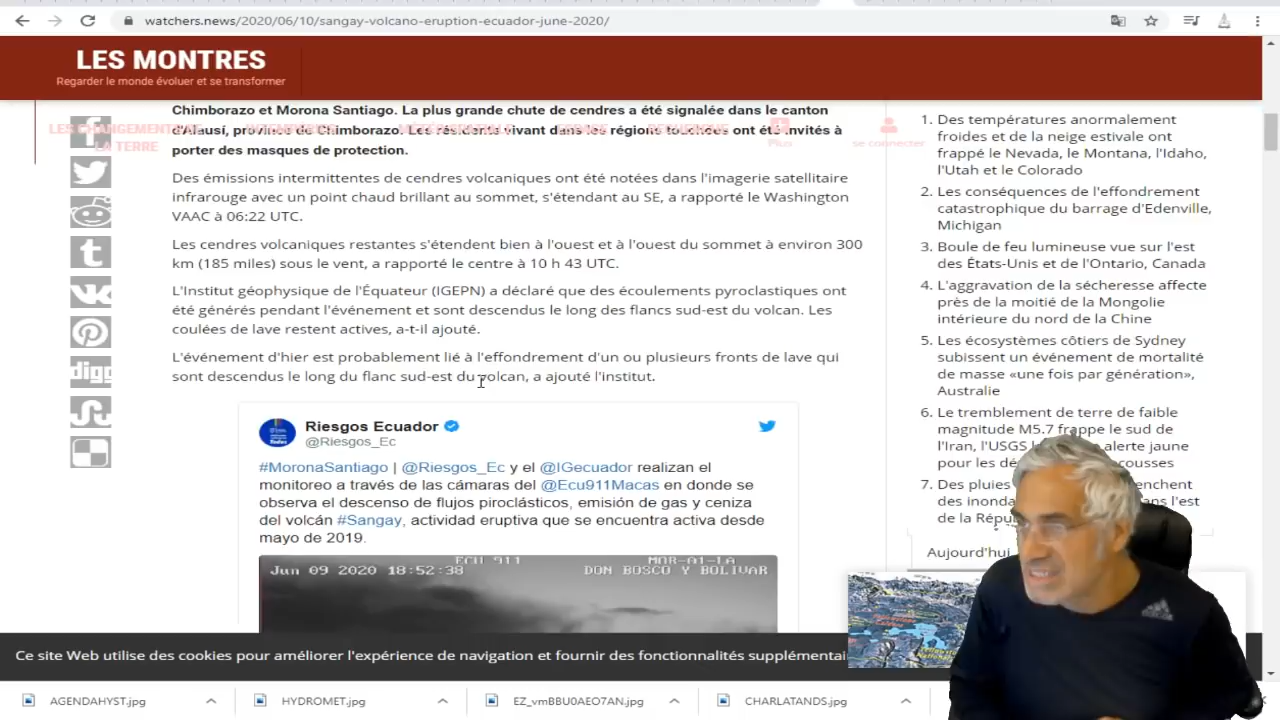 watchers.news/2020/06/10/sangay-volcano-eruption-ecuador-june-2020/
LES MONTRES
Regarder le monde évoluer et se transformer
Chimborazo et Morona Santiago. La plus grande chute de cendres a été signalée dans le canton
d'Alausí, province de Chimborazo. Les résidents vivant dans les régions touchées ont été invités à
porter des masques de protection.
LES CHANGEMENT
LA TERRE
Plus
se connecter
Des émissions intermittentes de cendres volcaniques ont été notées dans l'imagerie satellitaire
infrarouge avec un point chaud brillant au sommet, s'étendant au SE, a rapporté le Washington
VAAC à 06:22 UTC.
Les cendres volcaniques restantes s'étendent bien à l'ouest et à l'ouest du sommet à environ 300
km (185 miles) sous le vent, a rapporté le centre à 10 h 43 UTC.
L'Institut géophysique de l'Équateur (IGEPN) a déclaré que des écoulements pyroclastiques ont
été générés pendant l'événement et sont descendus le long des flancs sud-est du volcan. Les
coulées de lave restent actives, a-t-il ajouté.
L'événement d'hier est probablement lié à l'effondrement d'un ou plusieurs fronts de lave qui
sont descendus le long du flanc sud-est du volcan, a ajouté l'institut.
digg
Riesgos Ecuador
@Riesgos_Ec
#MoronaSantiago | @Riesgos_Ec y el @IGecuador realizan el
monitoreo a través de las cámaras del @Ecu911Macas en donde se
observa el descenso de flujos piroclásticos, emisión de gas y ceniza
del volcán #Sangay, actividad eruptiva que se encuentra activa desde
mayo de 2019.
ECU 911 MOR-A1-LA
Jun 09 2020 18:52:38 DON BOSCO Y BOLIVAR
1. Des températures anormalement
froides et de la neige estivale ont
frappé le Nevada, le Montana, l'Idaho,
l'Utah et le Colorado
2. Les conséquences de l'effondrement
catastrophique du barrage d'Edenville,
Michigan
3. Boule de feu lumineuse vue sur l'est
des États-Unis et de l'Ontario, Canada
4. L'aggravation de la sécheresse affecte
près de la moitié de la Mongolie
intérieure du nord de la Chine
5. Les écosystèmes côtiers de Sydney
subissent un événement de mortalité
de masse «une fois par génération»,
Australie
6. Le tremblement de terre de faible
magnitude M5.7 frappe le sud de
l'Iran, l'USGS alerte jaune
pour les
7. Des pluies
des
de la
Aujourd'hui
Ce site Web utilise des cookies pour améliorer l'expérience de navigation et fournir des fonctionnalités
AGENDAHYST.jpg
HYDROMET.jpg
EZ_vmBBU0AEO7AN.jpg
CHARLATANDS.jpg